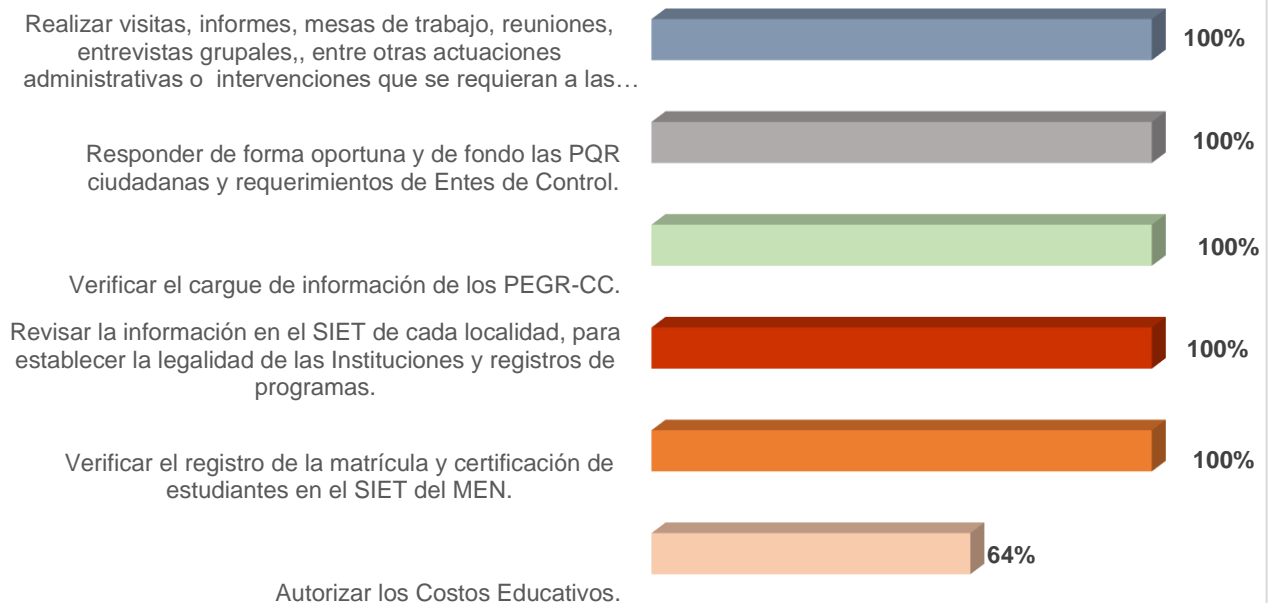 Realizar visitas, informes, mesas de trabajo, reuniones,
entrevistas grupales,, entre otras actuaciones
administrativas o  intervenciones que se requieran a las…
100%
Responder de forma oportuna y de fondo las PQR
ciudadanas y requerimientos de Entes de Control.
100%
Verificar el cargue de información de los PEGR-CC.
100%
Revisar la información en el SIET de cada localidad, para
establecer la legalidad de las Instituciones y registros de
programas.
100%
Verificar el registro de la matrícula y certificación de
estudiantes en el SIET del MEN.
100%
Autorizar los Costos Educativos.
64%